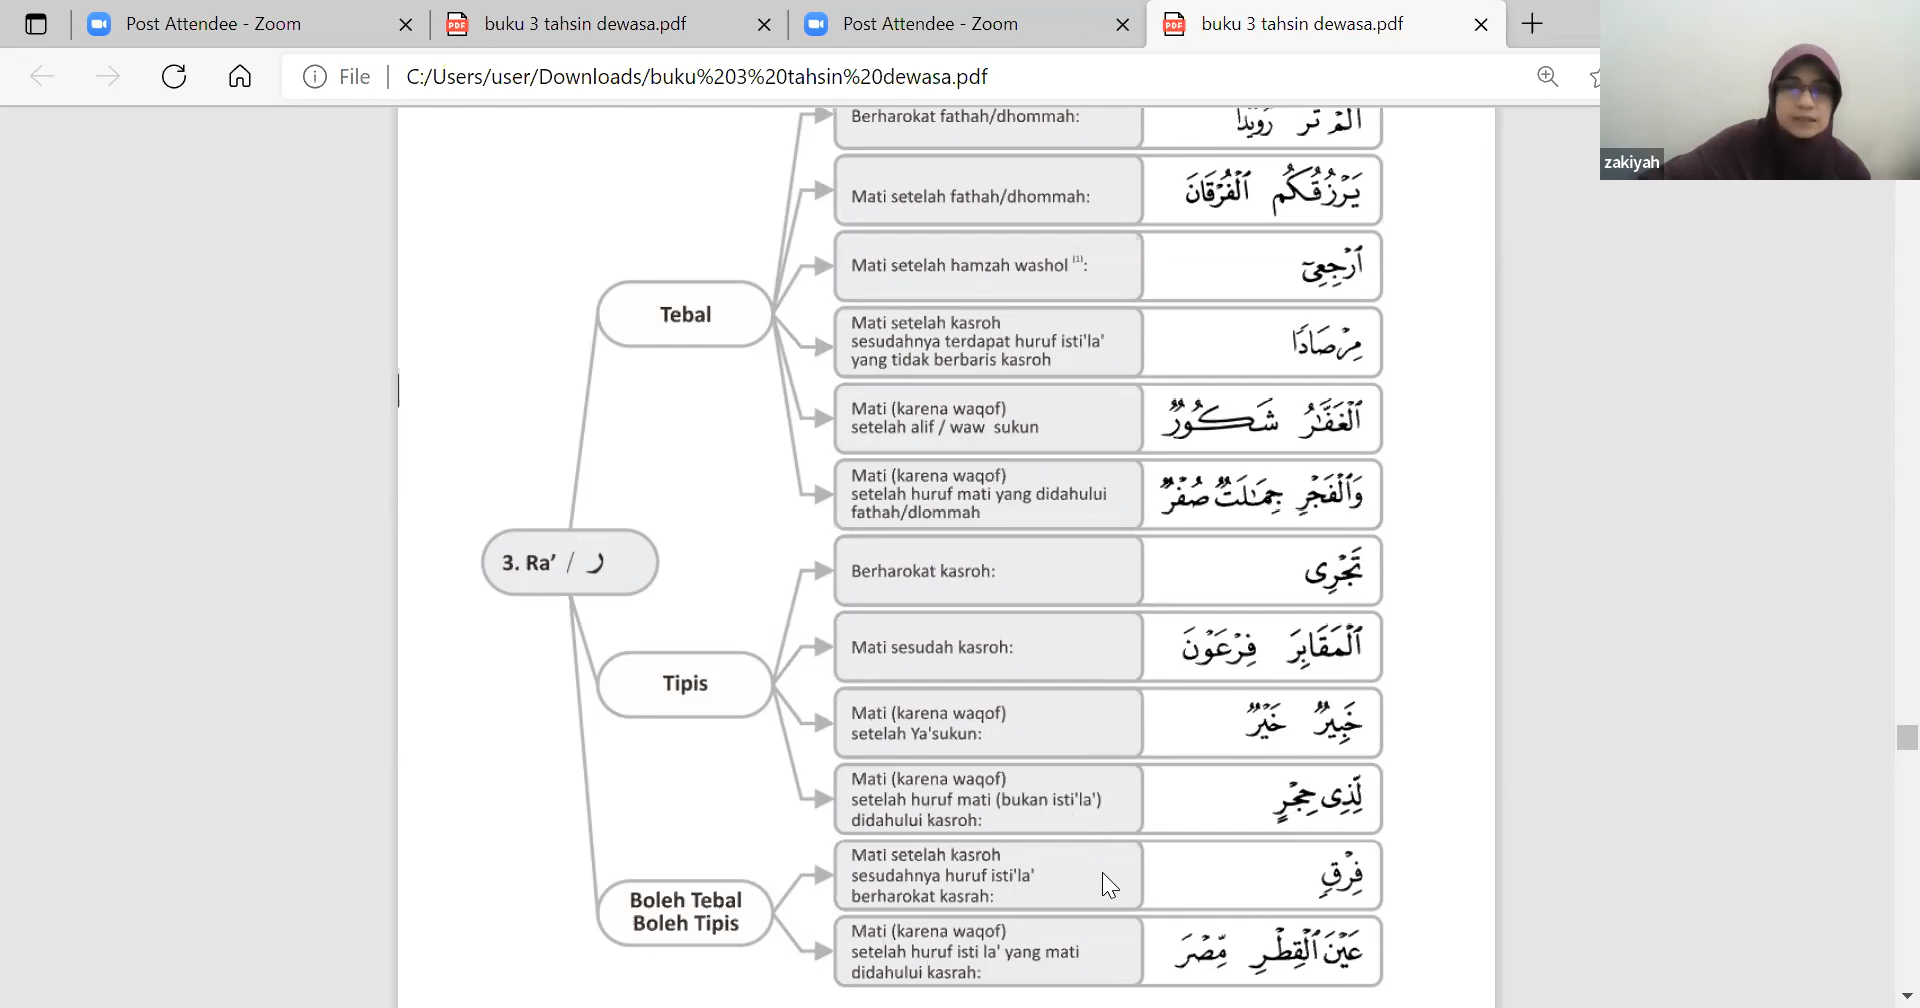 Post Attendee - Zoom
buku 3 tahsin dewasa.pdf
Post Attendee - Zoom
buku 3 tahsin dewasa.pdf
File
C:/Users/user/Downloads/buku%203%20tahsin%20dewasa.pdf
zakiyah
3. Ra’ / ر
Tebal
Berharokat fathah/dhommah:
أَلَمْ تَرَ رُوَيْدًا
Mati setelah fathah/dhommah:
يَرْزُقُكُم ٱلْفُرْقَانَ
Mati setelah hamzah washol (1):
ٱرْجِعِىٓ
Mati setelah kasroh
sesudahnya terdapat huruf isti'la'
yang tidak berbaris kasroh
مِرْصَادًا
Mati (karena waqof)
setelah alif / waw sukun
ٱلْغَفَّـٰرُ شَكُورٌ
Mati (karena waqof)
setelah huruf mati yang didahului
fathah/dlommah
وَٱلْفَجْرِ جِمَـٰلَتٌ صُفْرٌ
Tipis
Berharokat kasroh:
تَجْرِى
Mati sesudah kasroh:
ٱلْمَقَابِرَ فِرْعَوْنَ
Mati (karena waqof)
setelah Ya'sukun:
خَبِيرٌ خَيْرٌ
Mati (karena waqof)
setelah huruf mati (bukan isti'la')
didahului kasroh:
لِّذِى حِجْرٍ
Boleh Tebal
Boleh Tipis
Mati setelah kasroh
sesudahnya huruf isti'la'
berharokat kasrah:
فِرْقٍ
Mati (karena waqof)
setelah huruf isti la' yang mati
didahului kasrah:
عَيْنَ ٱلْقِطْرِ مِّصْرَ